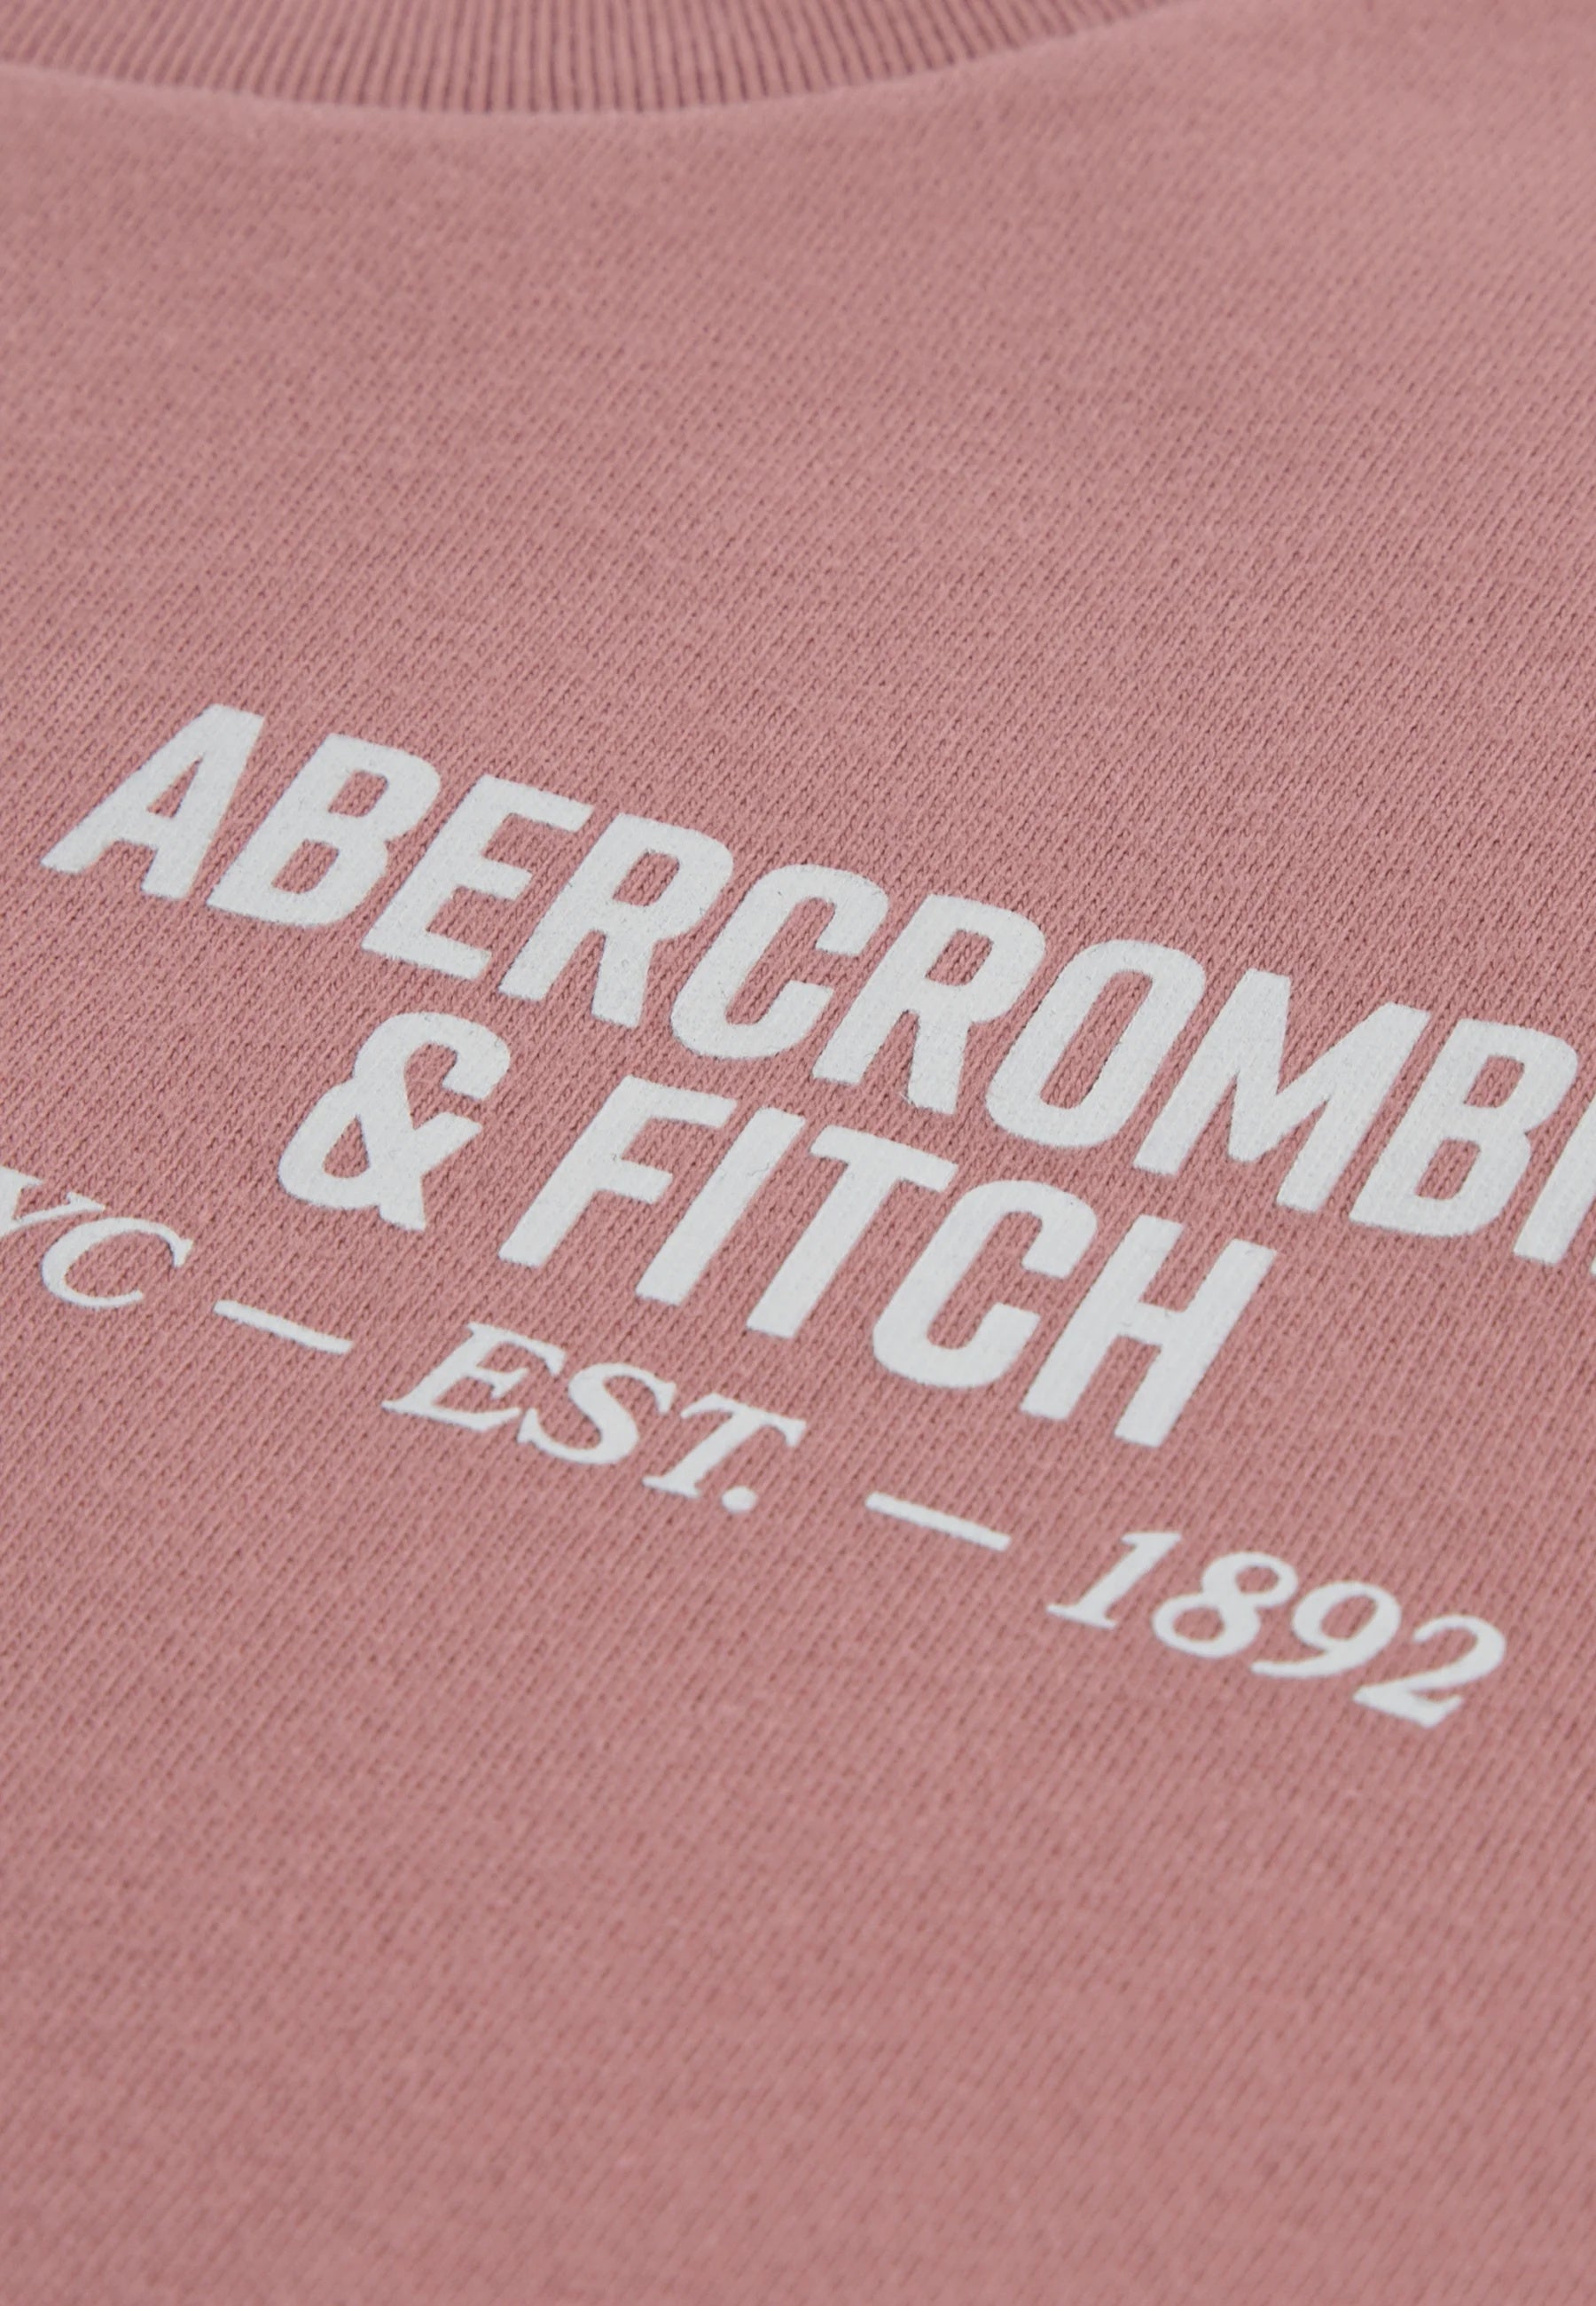 ABERCROMBI
& FITCH
YC — EST. — 1892